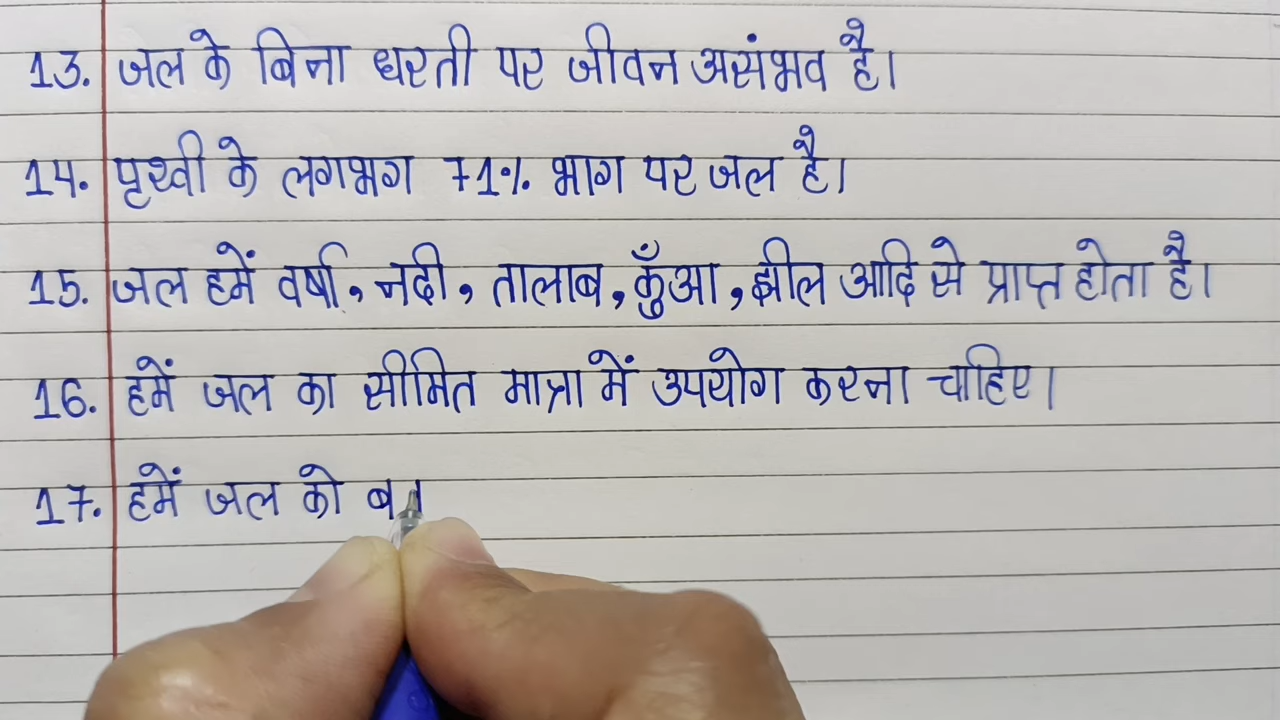 13. जल के बिना धरती पर जीवन असंभव है।
14. पृथ्वी के लगभग 71% भाग पर जल है।
15. जल हमें वर्षा, नदी, तालाब, कुँआ, झील आदि से प्राप्त होता है।
16. हमें जल का सीमित मात्रा में उपयोग करना चाहिए।
17. हमें जल को